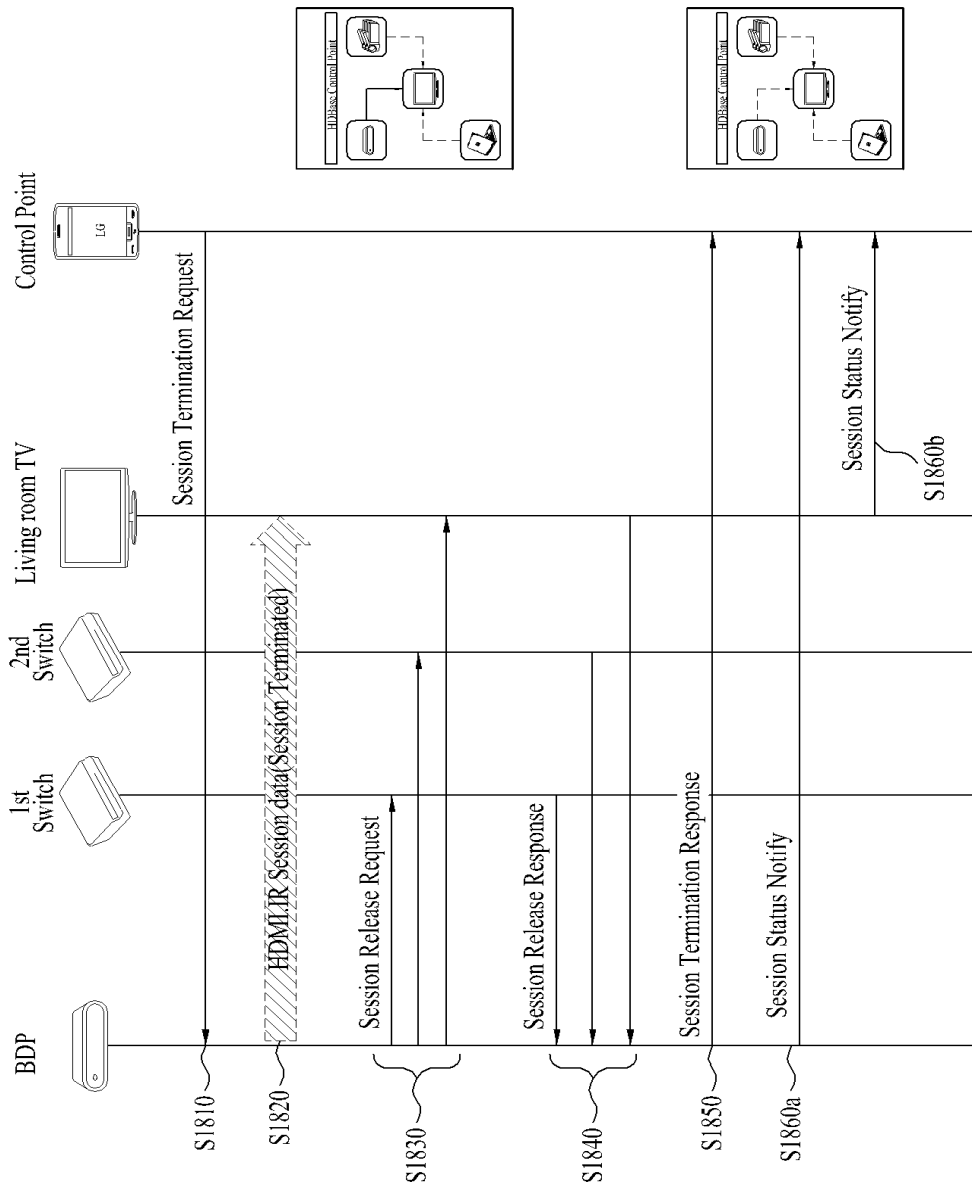 BDP
1st
Switch
2nd
Switch
Living room TV
Control Point
LG
S1810
Session Termination Request
S1820
HDMI.IR Session data(Session Terminated)
HDBase Control Point
S1830
Session Release Request
S1840
Session Release Response
S1850
Session Termination Response
S1860a
Session Status Notify
Session Status Notify
S1860b
HDBase Control Point